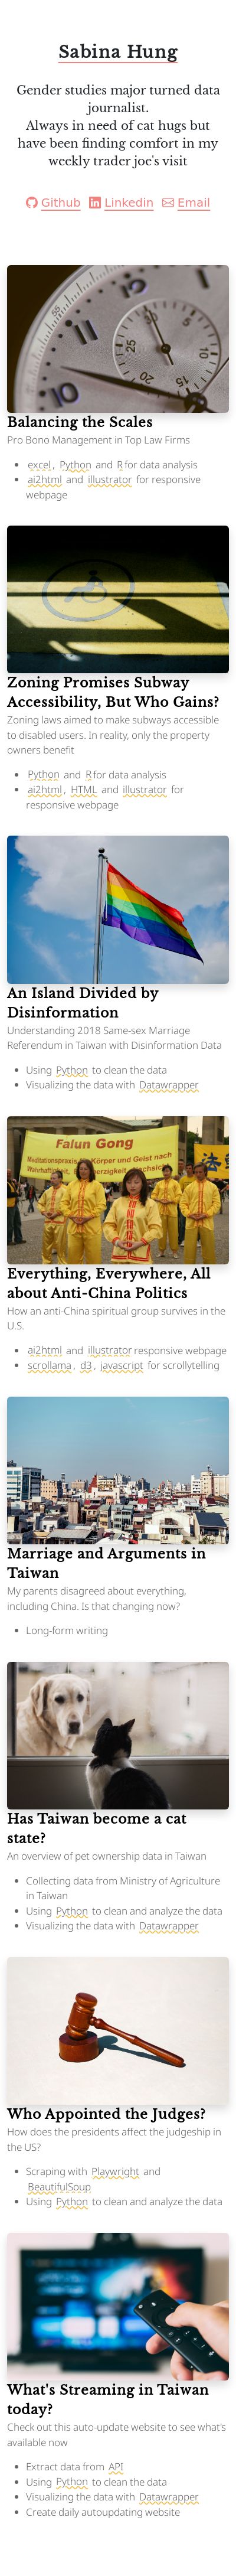 Sabina Hung
Gender studies major turned data
journalist.
Always in need of cat hugs but
have been finding comfort in my
weekly trader joe's visit
Github Linkedin Email
Balancing the Scales
Pro Bono Management in Top Law Firms
excel, Python and R for data analysis
ai2html and illustrator for responsive
webpage
Zoning Promises Subway
Accessibility, But Who Gains?
Zoning laws aimed to make subways accessible
to disabled users. In reality, only the property
owners benefit
Python and R for data analysis
ai2html, HTML and illustrator for
responsive webpage
An Island Divided by
Disinformation
Understanding 2018 Same-sex Marriage
Referendum in Taiwan with Disinformation Data
Using Python to clean the data
Visualizing the data with Datawrapper
Falun Gong
Meditationspraxis für Körper und Geist nach
法
Everything, Everywhere, All
about Anti-China Politics
How an anti-China spiritual group survives in the
U.S.
ai2html and illustrator responsive webpage
scrollama, d3, javascript for scrollytelling
Marriage and Arguments in
Taiwan
My parents disagreed about everything,
including China. Is that changing now?
Long-form writing
Has Taiwan become a cat
state?
An overview of pet ownership data in Taiwan
Collecting data from Ministry of Agriculture
in Taiwan
Using Python to clean and analyze the data
Visualizing the data with Datawrapper
Who Appointed the Judges?
How does the presidents affect the judgeship in
the US?
Scraping with Playwright and
BeautifulSoup
Using Python to clean and analyze the data
What's Streaming in Taiwan
today?
Check out this auto-update website to see what's
available now
Extract data from API
Using Python to clean the data
Visualizing the data with Datawrapper
Create daily autoupdating website